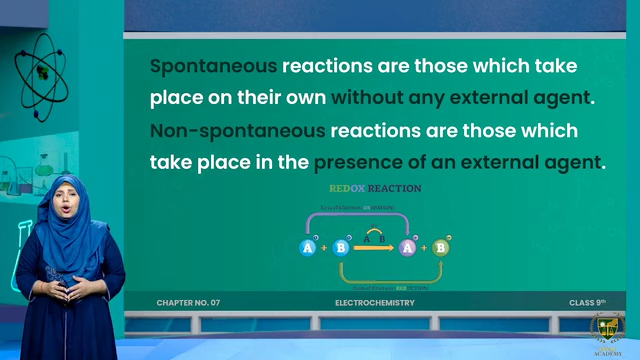 Spontaneous reactions are those which take
place on their own without any external agent.
Non-spontaneous reactions are those which
take place in the presence of an external agent.
REDOX REACTION
A B
A + B A + B
CHAPTER NO. 07 ELECTROCHEMISTRY CLASS 9th
ACADEMY